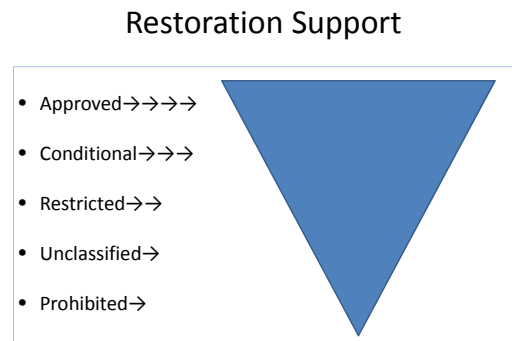 Restoration Support
• Approved→→→→
• Conditional→→→
• Restricted→→
• Unclassified→
• Prohibited→